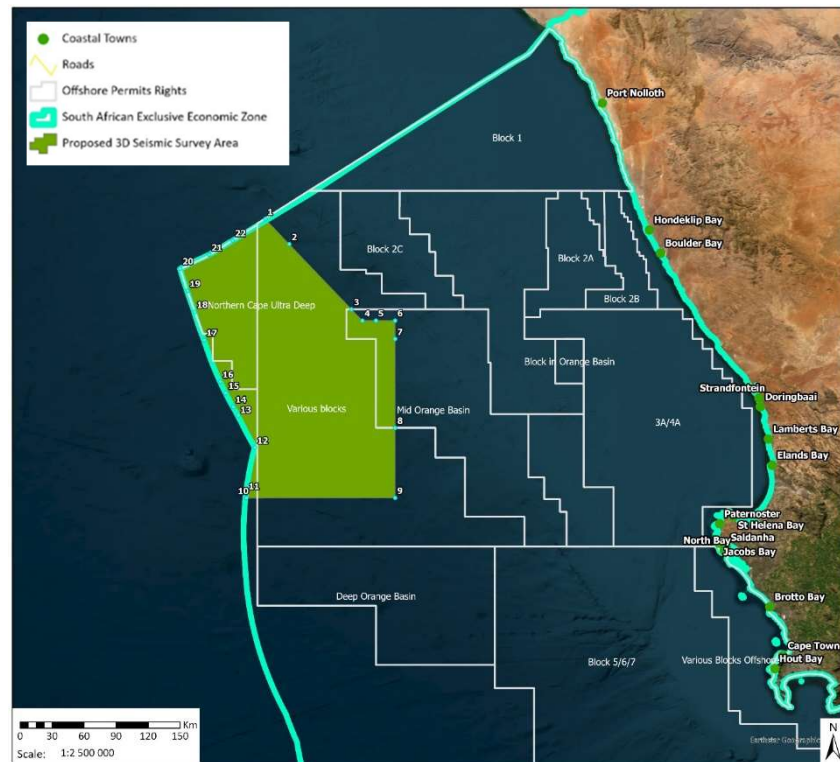 Coastal Towns
Roads
Offshore Permits Rights
South African Exclusive Economic Zone
Proposed 3D Seismic Survey Area
Port Nolloth
Block 1
1
22
2
Hondeklip Bay
21
Block 2C
Boulder Bay
20
Block 2A
19
Block 2B
Northern Cape Ultra Deep
18
3
4
5
6
17
7
Block in Orange Basin
16
15
Strandfontein
Doringbaai
14
13
Various blocks
Mid Orange Basin
3A/4A
8
Lamberts Bay
12
Elands Bay
11
10
9
Paternoster
St Helena Bay
North Bay
Saldanha
Jacobs Bay
Deep Orange Basin
Brotto Bay
Cape Town
Block 5/6/7
Various Blocks Offshore
Hout Bay
0 10 30 60 90 120 150 Km
Scale: 1:2 500 000
Earthstar Geographic
N